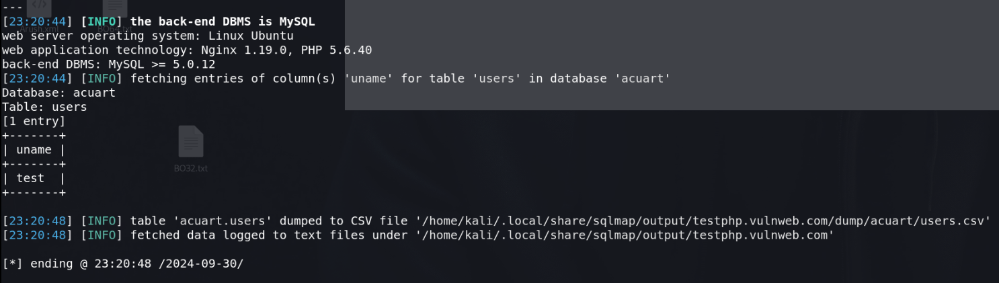 ---
[23:20:44] [INFO] the back-end DBMS is MySQL
Arush.xml BO64.txt
web server operating system: Linux Ubuntu
web application technology: Nginx 1.19.0, PHP 5.6.40
back-end DBMS: MySQL >= 5.0.12
[23:20:44] [INFO] fetching entries of column(s) 'uname' for table 'users' in database 'acuart'
Database: acuart
Table: users
[1 entry]
+-------+
| uname |
+-------+
| test  |
+-------+
BO32.txt
[23:20:48] [INFO] table 'acuart.users' dumped to CSV file '/home/kali/.local/share/sqlmap/output/testphp.vulnweb.com/dump/acuart/users.csv'
[23:20:48] [INFO] fetched data logged to text files under '/home/kali/.local/share/sqlmap/output/testphp.vulnweb.com'
[*] ending @ 23:20:48 /2024-09-30/